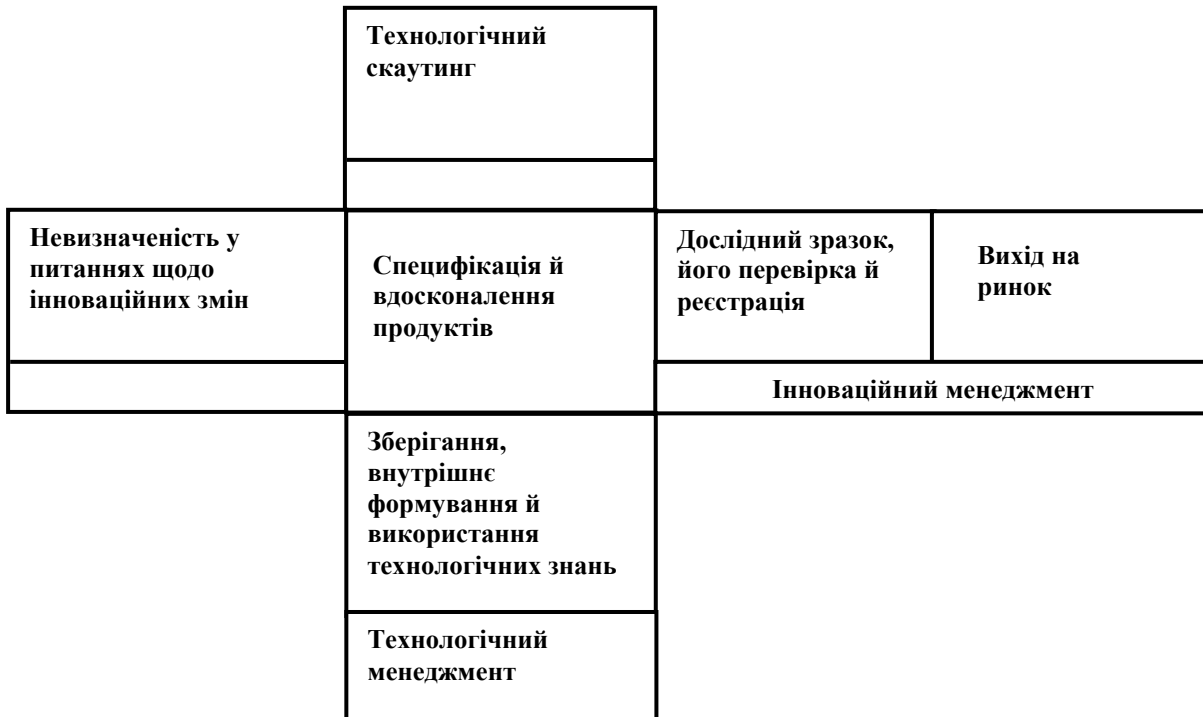 Технологічний
скаутинг
Невизначеність у
питаннях щодо
інноваційних змін
Специфікація й
вдосконалення
продуктів
Дослідний зразок,
його перевірка й
реєстрація
Вихід на
ринок
Інноваційний менеджмент
Зберігання,
внутрішнє
формування й
використання
технологічних знань
Технологічний
менеджмент